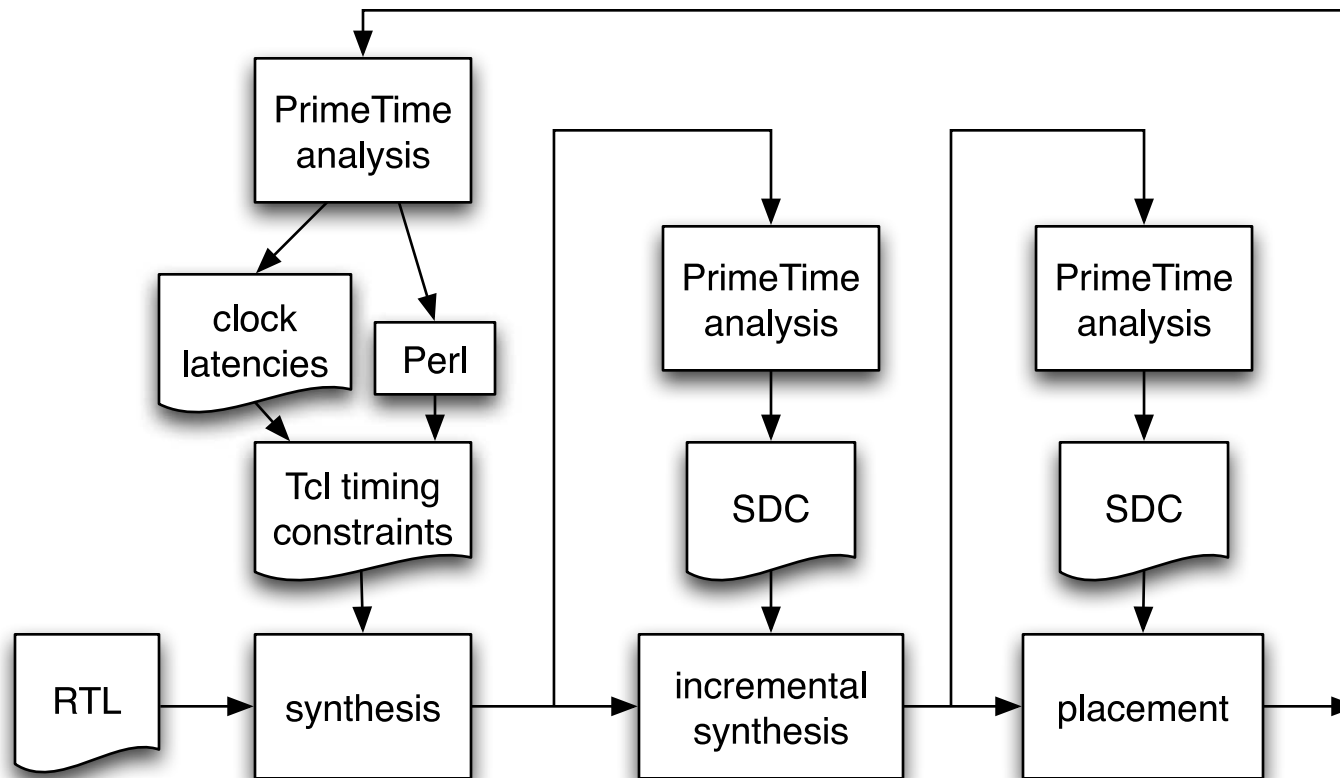 PrimeTime
analysis
clock
latencies
Perl
Tcl timing
constraints
PrimeTime
analysis
SDC
PrimeTime
analysis
SDC
RTL
synthesis
incremental
synthesis
placement